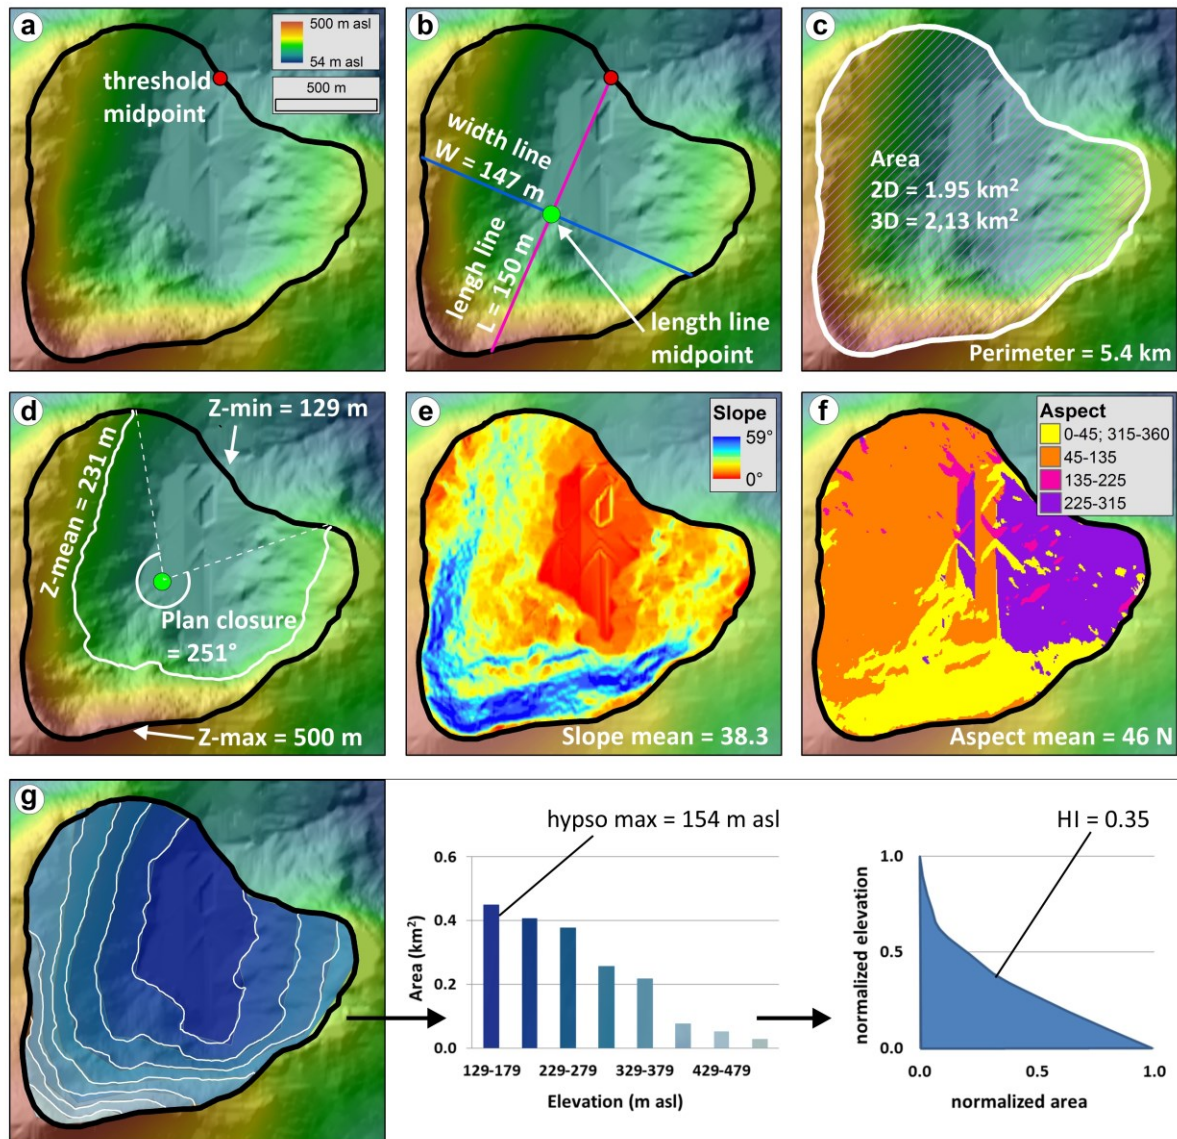 a
500 m asl
54 m asl
500 m
threshold
midpoint
b
width line
W = 147 m
lengh line
L = 150 m
length line
midpoint
c
Area
2D = 1.95 km²
3D = 2,13 km²
Perimeter = 5.4 km
d
Z-min = 129 m
Z-mean = 231 m
Plan closure
= 251°
Z-max = 500 m
e
Slope
59°
0°
Slope mean = 38.3
f
Aspect
0-45; 315-360
45-135
135-225
225-315
Aspect mean = 46 N
g
hypso max = 154 m asl
0.6
0.4
0.2
0.0
Area (km²)
129-179
229-279
329-379
429-479
Elevation (m asl)
HI = 0.35
1.0
0.5
0.0
normalized elevation
0.0
0.5
1.0
normalized area